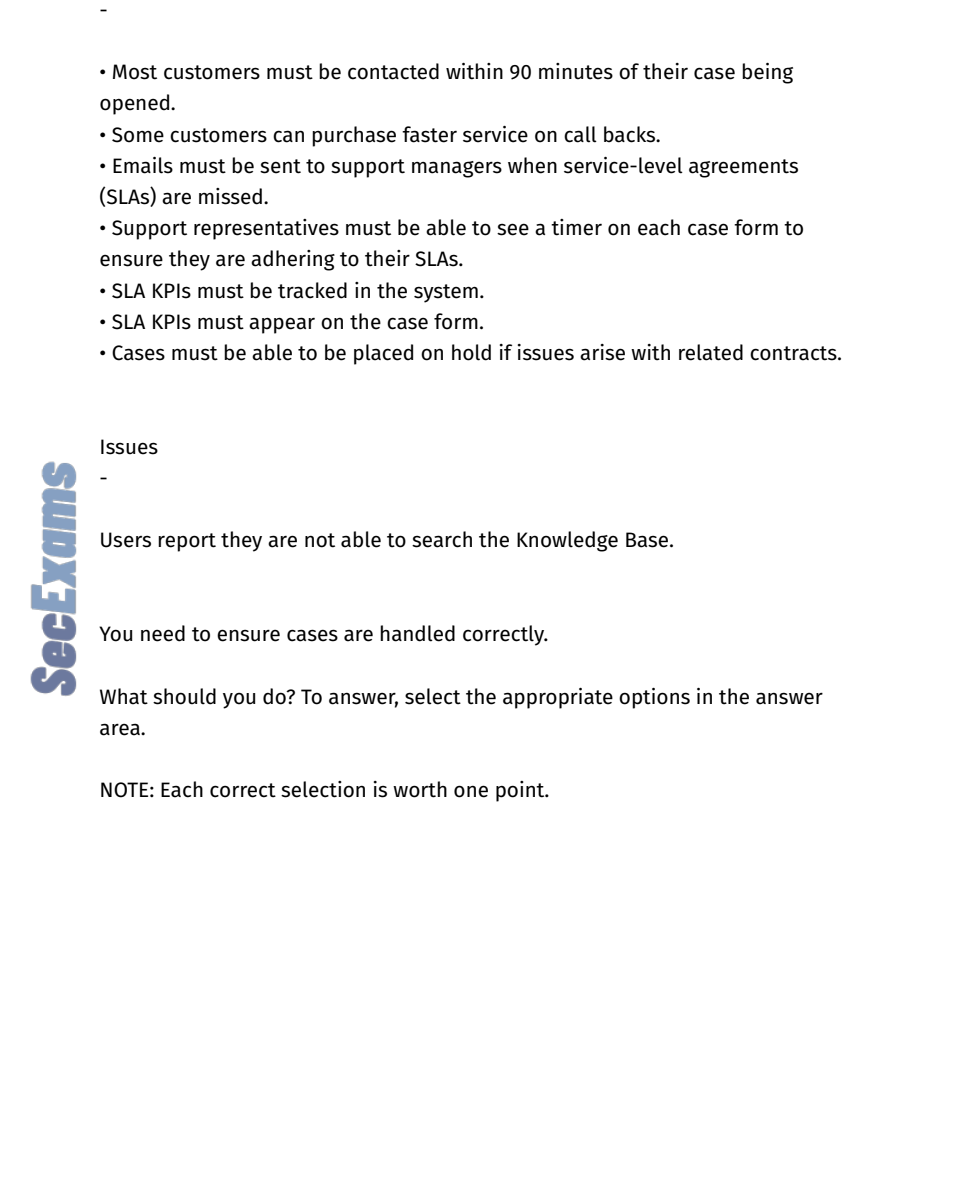 -
• Most customers must be contacted within 90 minutes of their case being
opened.
• Some customers can purchase faster service on call backs.
• Emails must be sent to support managers when service-level agreements
(SLAs) are missed.
• Support representatives must be able to see a timer on each case form to
ensure they are adhering to their SLAs.
• SLA KPIs must be tracked in the system.
• SLA KPIs must appear on the case form.
• Cases must be able to be placed on hold if issues arise with related contracts.
Issues
-
Users report they are not able to search the Knowledge Base.
You need to ensure cases are handled correctly.
What should you do? To answer, select the appropriate options in the answer
area.
NOTE: Each correct selection is worth one point.
SecExams